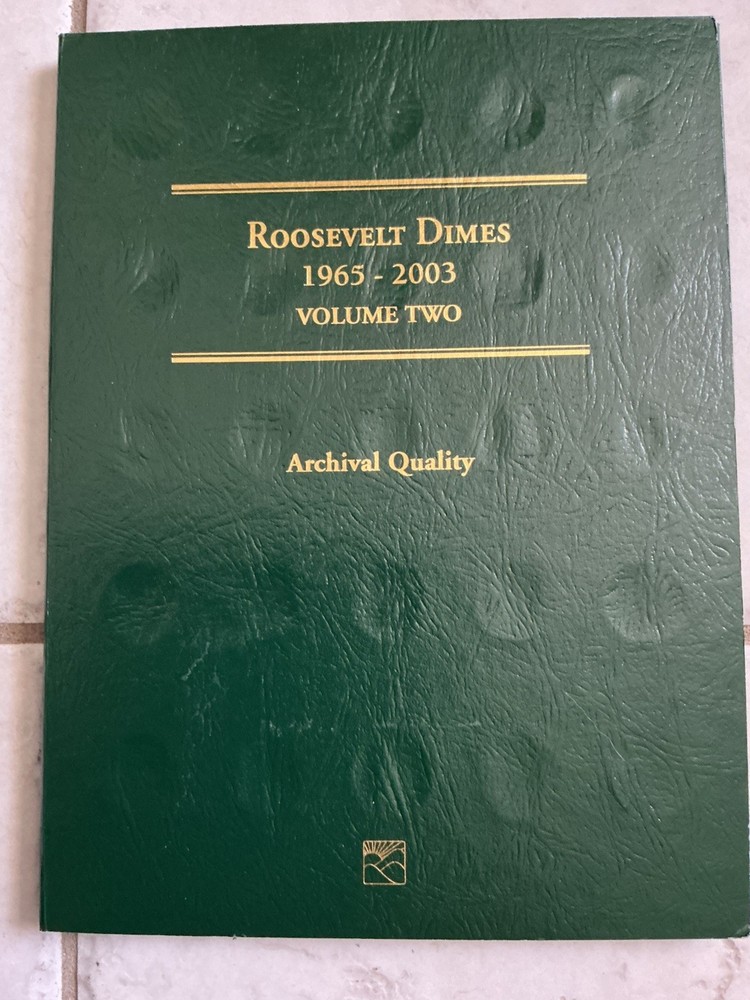 Roosevelt Dimes
1965 - 2003
VOLUME TWO
Archival Quality